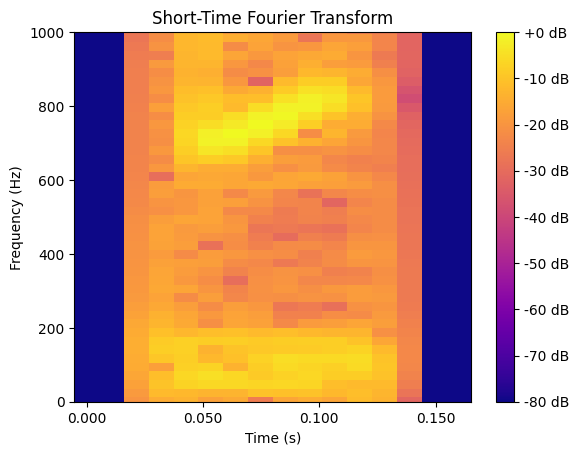 Short-Time Fourier Transform
1000
800
600
400
200
0
Frequency (Hz)
0.000
0.050
0.100
0.150
Time (s)
+0 dB
-10 dB
-20 dB
-30 dB
-40 dB
-50 dB
-60 dB
-70 dB
-80 dB